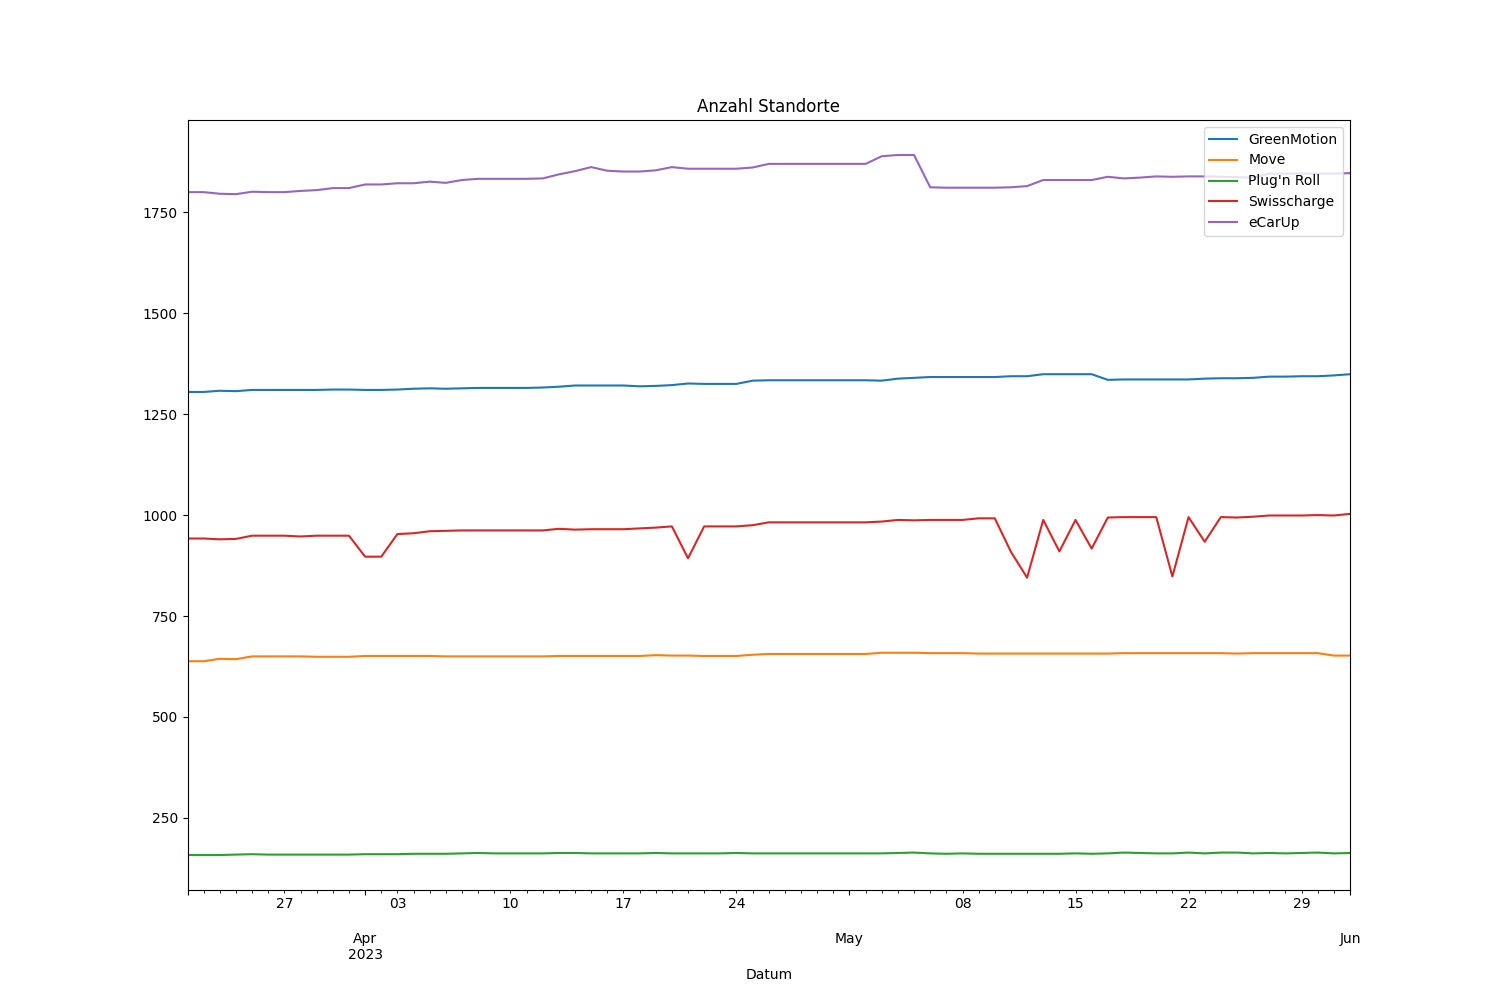 Anzahl Standorte
GreenMotion
Move
Plug'n Roll
Swisscharge
eCarUp
1750
1500
1250
1000
750
500
250
27 03 10 17 24 08 15 22 29
Apr May Jun
2023
Datum